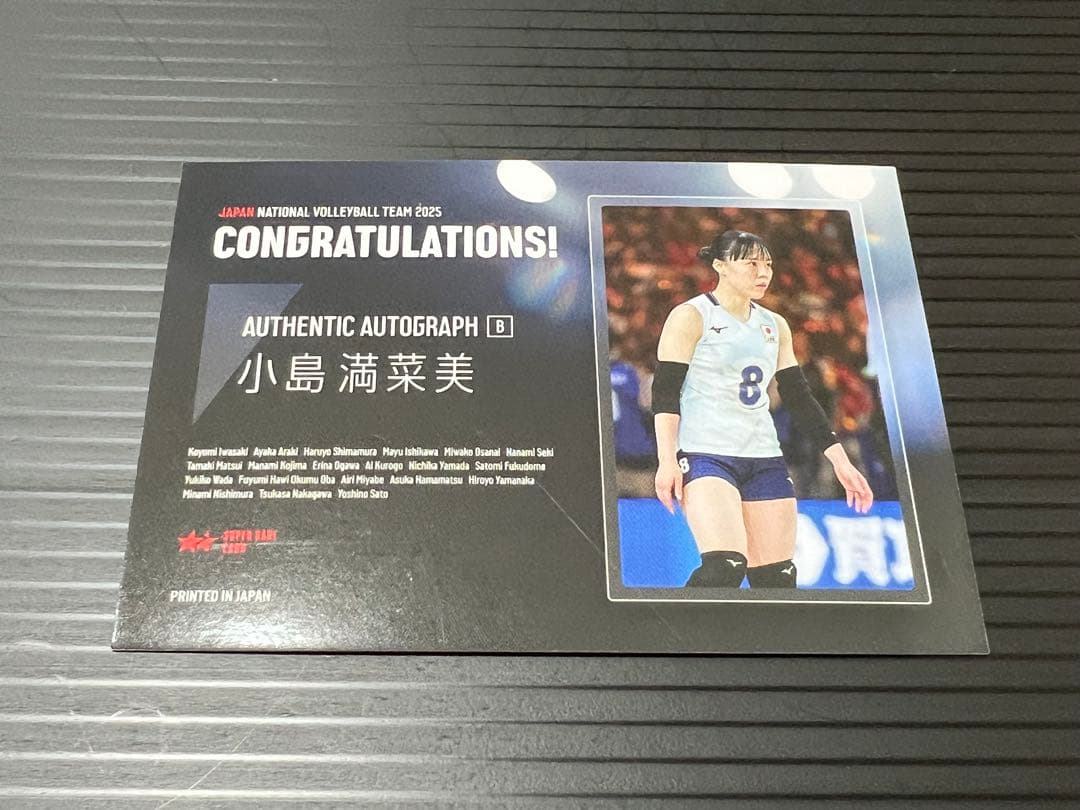 JAPAN NATIONAL VOLLEYBALL TEAM 2025
CONGRATULATIONS!
AUTHENTIC AUTOGRAPH B
小島 満菜美
Koyomi Iwasaki Ayaka Araki Haruyo Shimamura Mayu Ishikawa Miwako Osanai Nanami Seki
Tamaki Matsui Manami Kojima Erina Ogawa Ai Kurogo Nichika Yamada Satomi Fukudome
Yukiko Wada Fuyumi Hawi Okumu Oba Airi Miyabe Asuka Hamamatsu Hiroyo Yamanaka
Minami Nishimura Tsukasa Nakagawa Yoshino Sato
SUPER RARE
CARD
PRINTED IN JAPAN
8
8